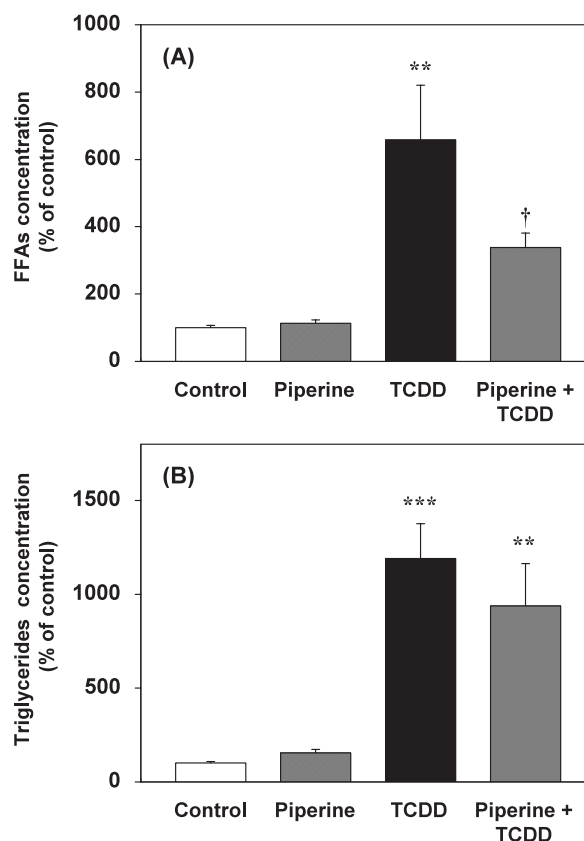 (A)
FFAs concentration
(% of control)
1000
800
600
400
200
0
**
†
Control Piperine TCDD Piperine +
TCDD
(B)
Triglycerides concentration
(% of control)
1500
1000
500
0
***
**
Control Piperine TCDD Piperine +
TCDD